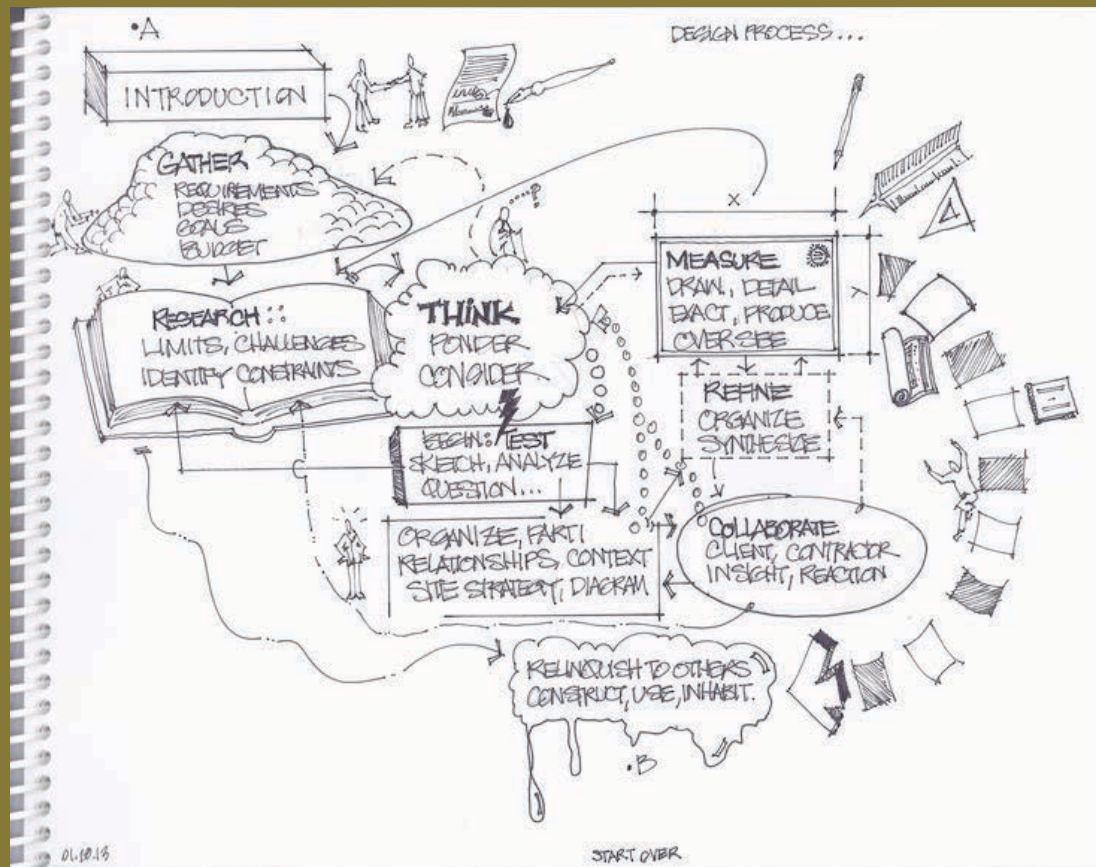 •A
DESIGN PROCESS...
INTRODUCTION
GATHER
REQUIREMENTS
DESIRES
GOALS
BUDGET
RESEARCH::
LIMITS, CHALLENGES
IDENTIFY CONSTRAINTS
THINK
PONDER
CONSIDER
?
X
Y
MEASURE
DRAW, DETAIL
EXACT, PRODUCE
OVERSEE
REFINE
ORGANIZE
SYNTHESIZE
BEGIN:: TEST
SKETCH, ANALYZE
QUESTION...
ORGANIZE, PARTI
RELATIONSHIPS, CONTEXT
SITE STRATEGY, DIAGRAM
COLLABORATE
CLIENT, CONTRACTOR
INSIGHT, REACTION
RELINQUISH TO OTHERS
CONSTRUCT, USE, INHABIT.
•B
01.10.13
START OVER